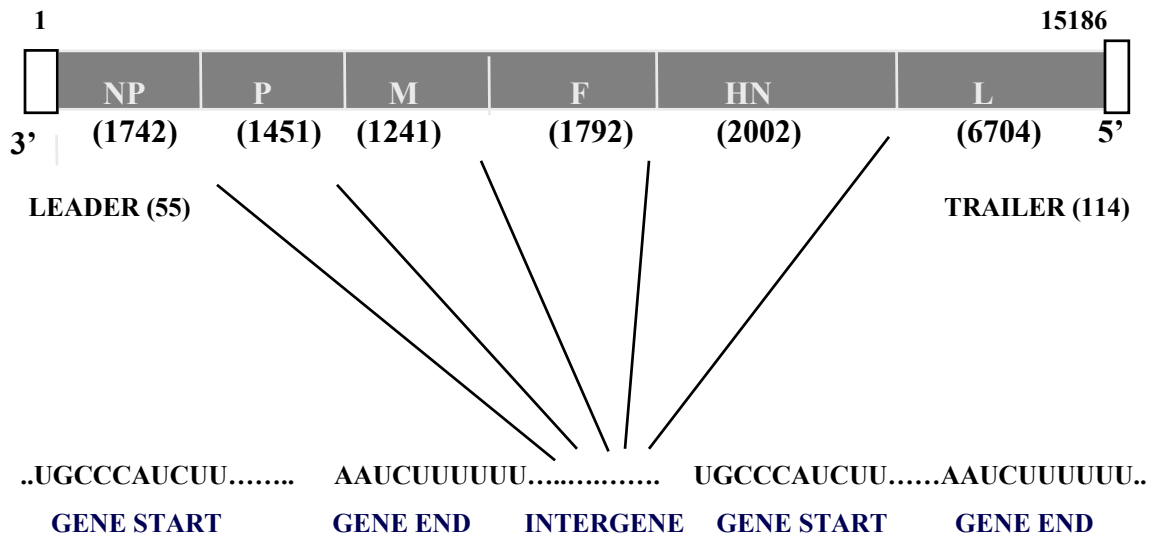 1 15186
NP P M F HN L
3’ (1742) (1451) (1241) (1792) (2002) (6704) 5’
LEADER (55) TRAILER (114)
..UGCCCAUCUU…….. AAUCUUUUUU…..….……. UGCCCAUCUU……AAUCUUUUUU..
GENE START GENE END INTERGENE GENE START GENE END